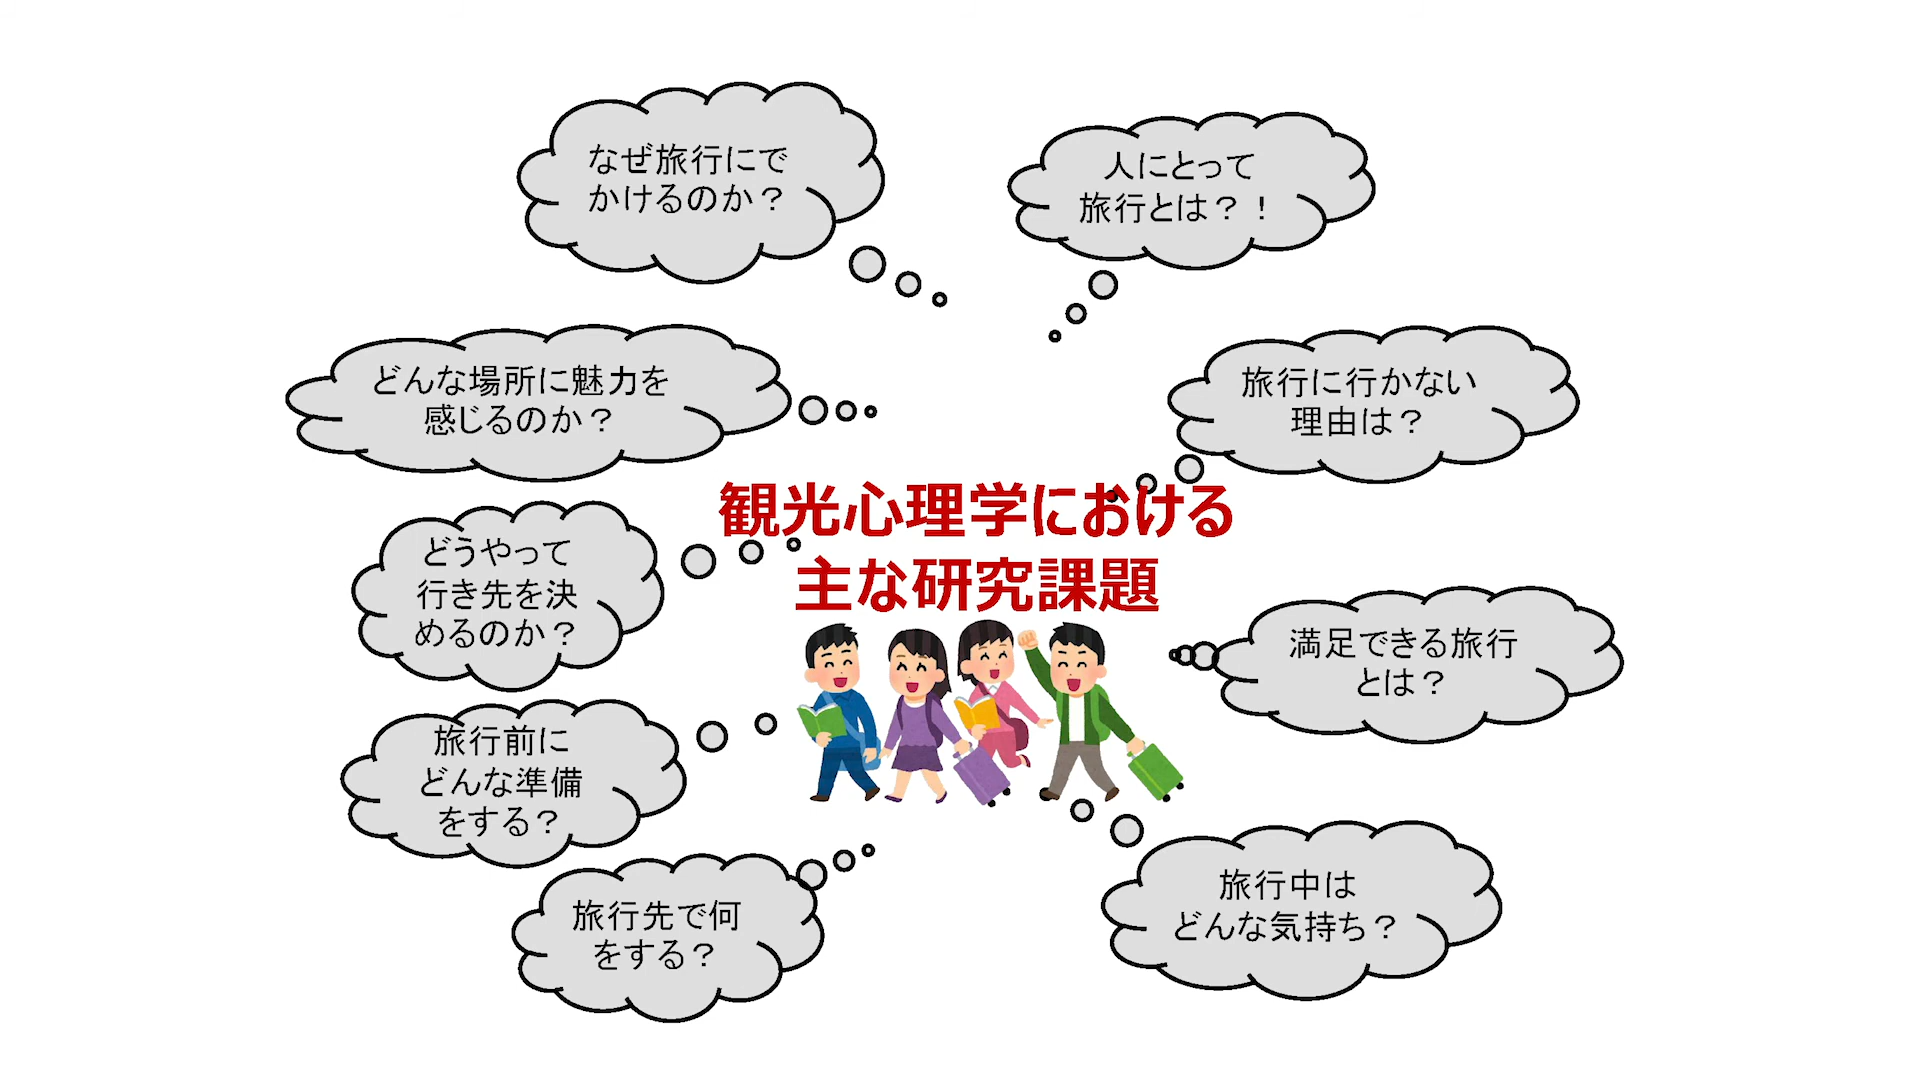 なぜ旅行にで
かけるのか？
人にとって
旅行とは？！
どんな場所に魅力を
感じるのか？
旅行に行かない
理由は？
観光心理学における
主な研究課題
どうやって
行き先を決
めるのか？
満足できる旅行
とは？
旅行前に
どんな準備
をする？
旅行先で何
をする？
旅行中は
どんな気持ち？